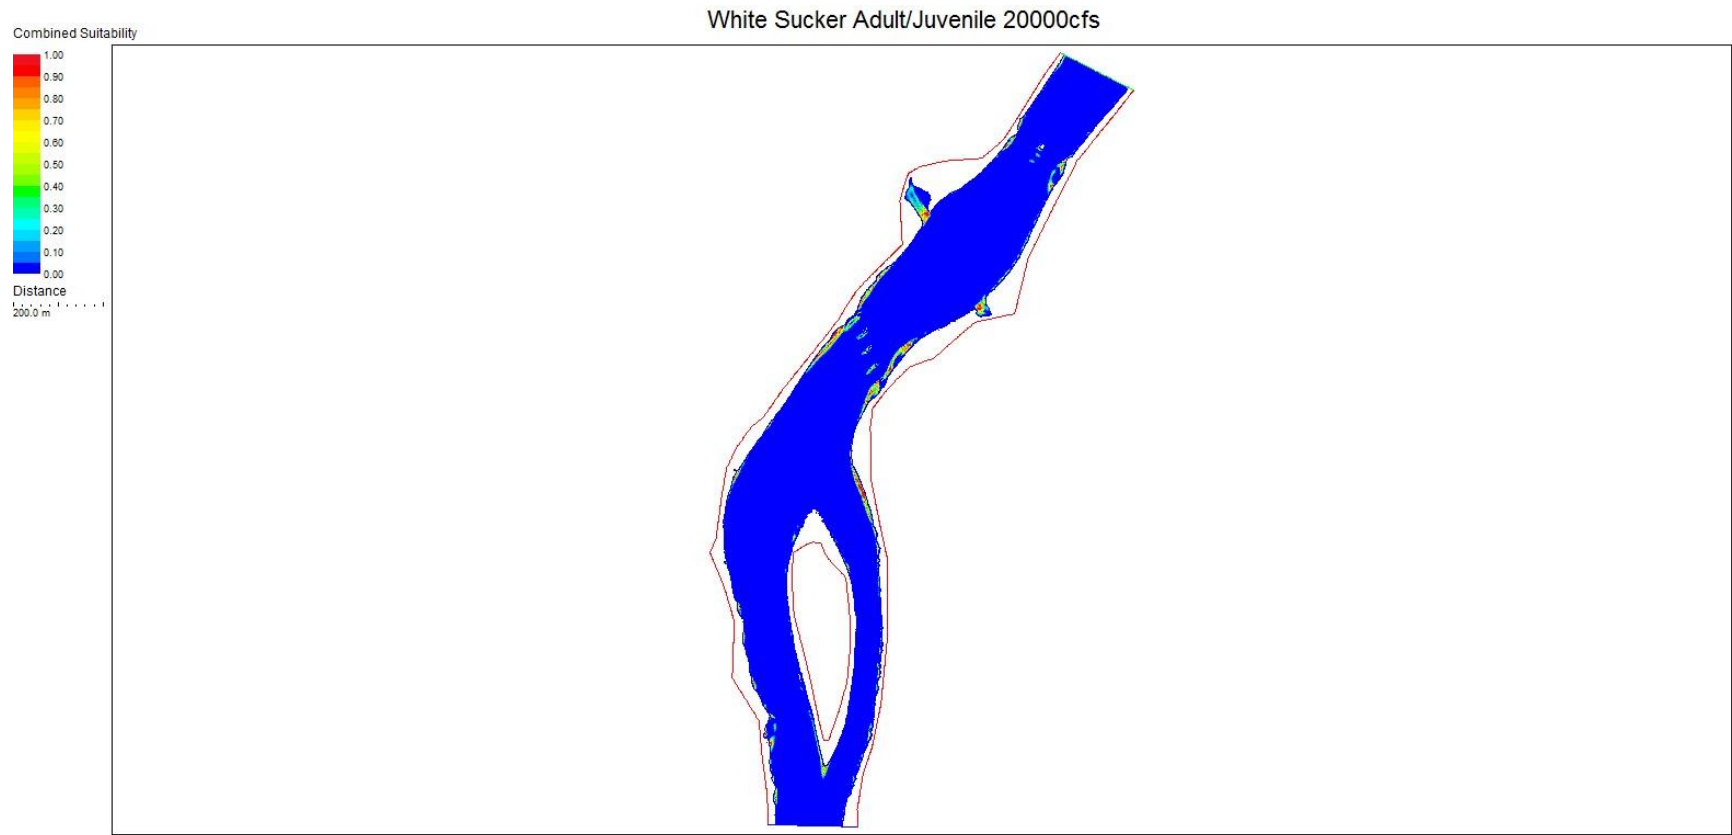 White Sucker Adult/Juvenile 20000cfs
Combined Suitability
1.00
0.90
0.80
0.70
0.60
0.50
0.40
0.30
0.20
0.10
0.00
Distance
200.0 m